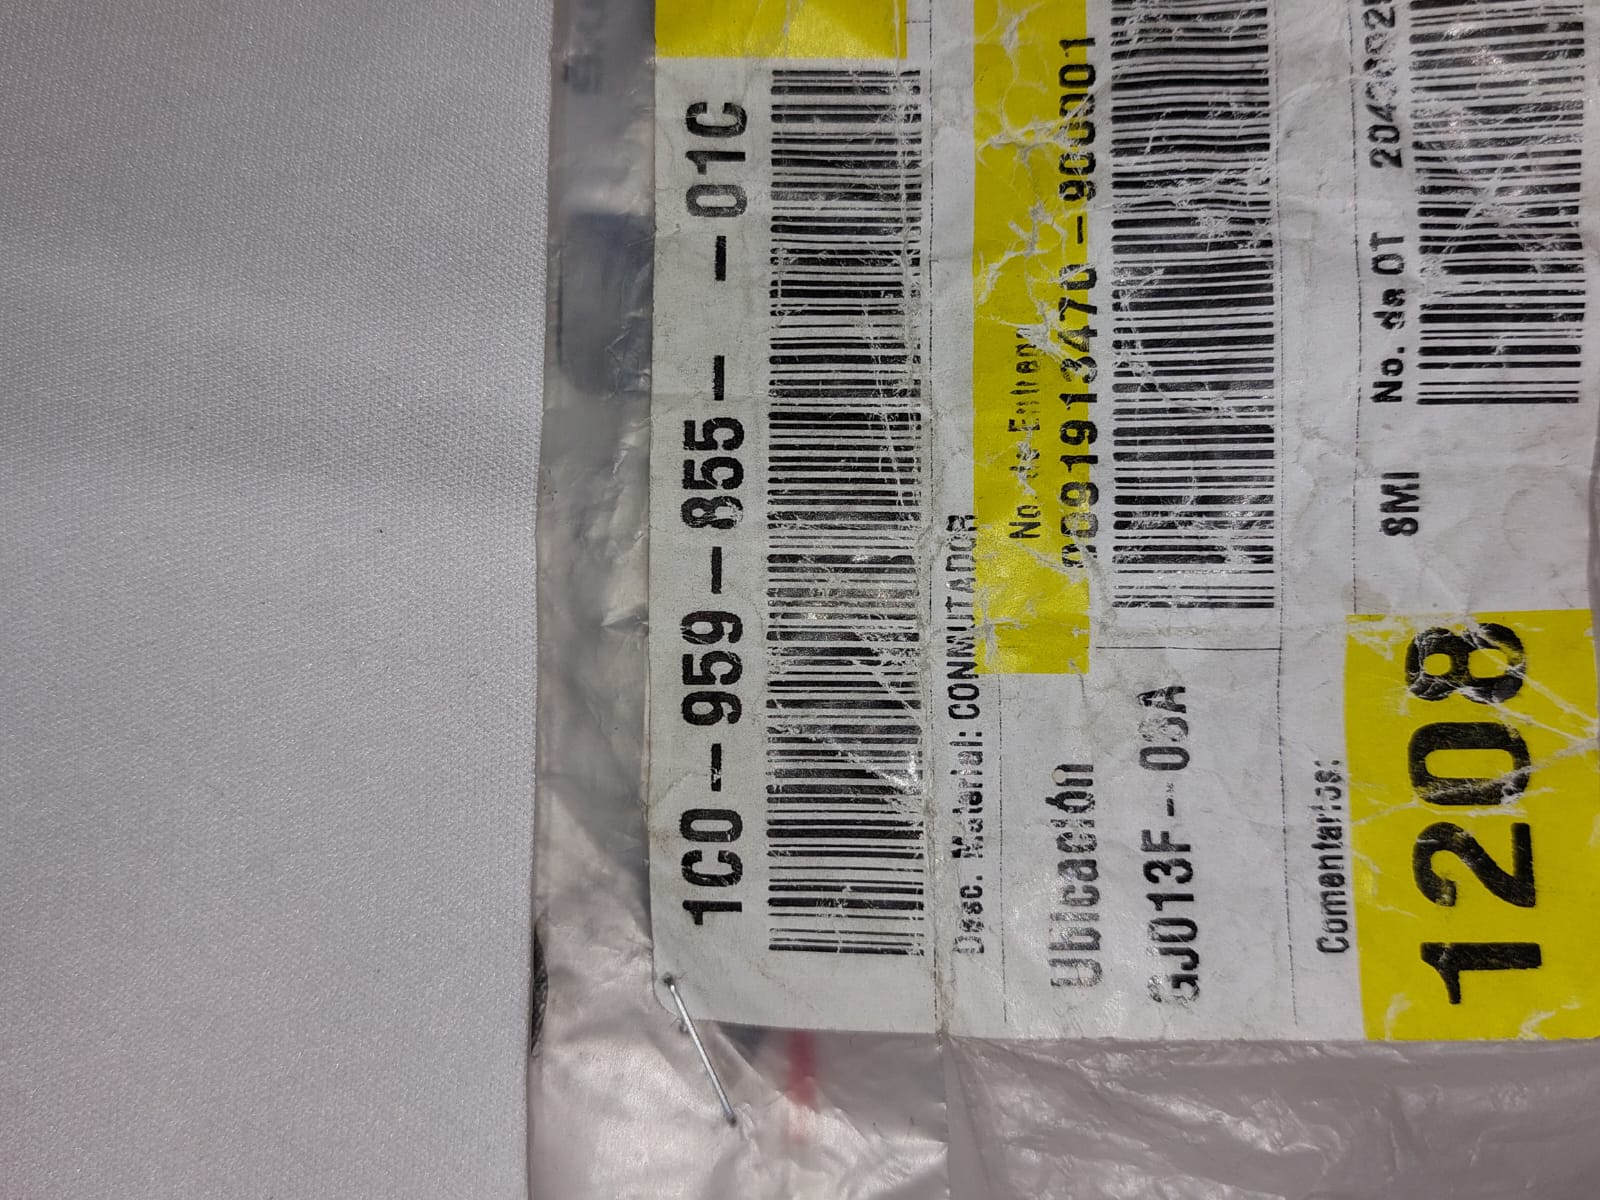 1C0-959-855- -01C
Desc. Material: CONMUTADOR
Ubicación
No. de Entrega
GJ013F--03A
Comentarios:
8MI
No. de OT
1208